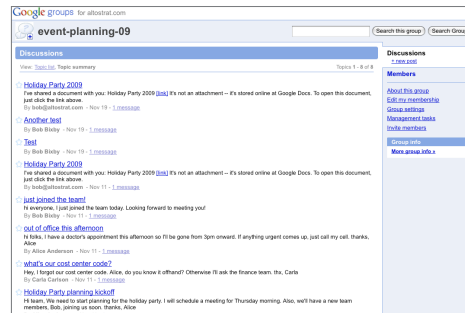 Google groups for altostrat.com
event-planning-09
Search this group
Search Grou
Discussions
View: Topic list, Topic summary
Topics 1 - 8 of 8
Holiday Party 2009
I've shared a document with you: Holiday Party 2009 [link] It's not an attachment -- it's stored online at Google Docs. To open this document,
just click the link above.
By bob@altostrat.com - Nov 19 - 1 message
Another test
By Bob Bixby - Nov 19 - 1 message
Test
By Bob Bixby - Nov 19 - 1 message
Holiday Party 2009
I've shared a document with you: Holiday Party 2009 [link] It's not an attachment -- it's stored online at Google Docs. To open this document,
just click the link above.
By bob@altostrat.com - Nov 11 - 1 message
just joined the team!
hi everyone, I just joined the team today. Looking forward to meeting you!
By Bob Bixby - Nov 11 - 1 message
out of office this afternoon
hi folks, I have a doctor's appointment this afternoon so I'll be gone from 3pm onward. If anything urgent comes up, just call my cell. thanks,
Alice
By Alice Anderson - Nov 11 - 1 message
what's our cost center code?
Hey, I forgot our cost center code. Alice, do you know it offhand? Otherwise I'll ask the finance team. thx, Carla
By Carla Carlson - Nov 11 - 1 message
Holiday Party planning kickoff
Hi team, We need to start planning for the holiday party. I will schedule a meeting for Thursday morning. Also, we'll have a new team
members, Bob, joining us soon. thanks, Alice
Discussions
+ new post
Members
About this group
Edit my membership
Group settings
Management tasks
Invite members
Group info
More group info »